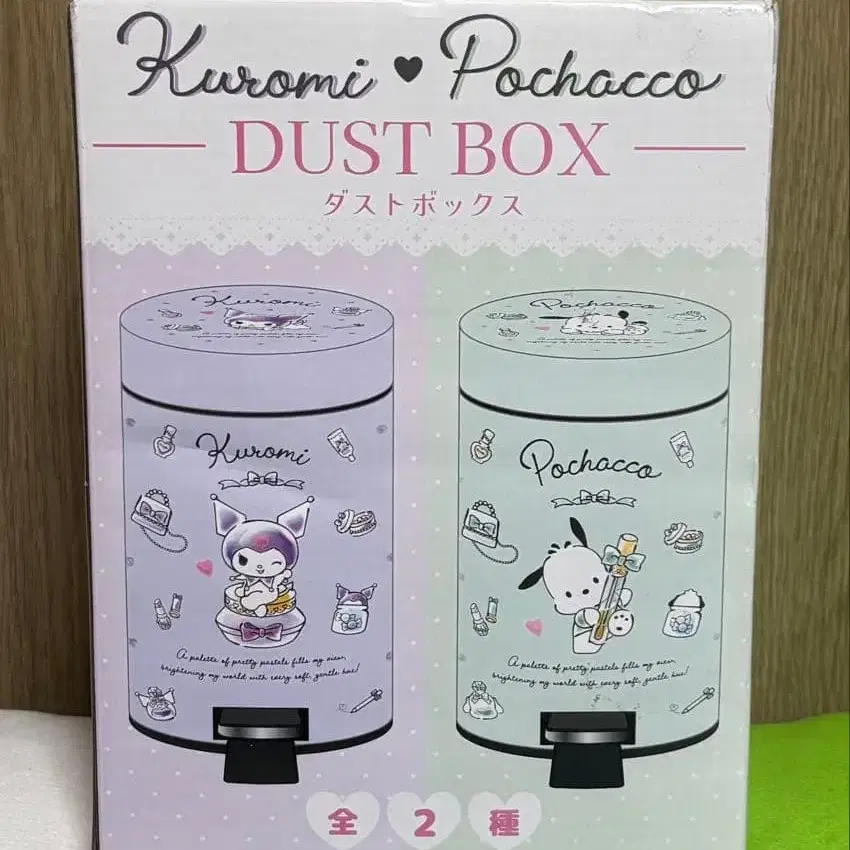 Kuromi ♥ Pochacco
DUST BOX
ダストボックス
Kuromi
Pochacco
Kuromi
Pochacco
A palette of pretty pastels fills my view,
brightening my world with every soft, gentle hue!
A palette of pretty pastels fills my view,
brightening my world with every soft, gentle hue!
全2種